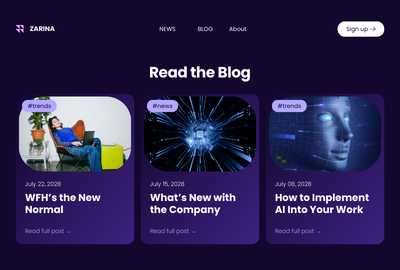 ZARINA
NEWS
BLOG
About
Sign up →
Read the Blog
#trends
#news
#trends
July 22, 2028
WFH’s the New
Normal
Read full post →
July 15, 2028
What’s New with
the Company
Read full post →
July 08, 2028
How to Implement
AI Into Your Work
Read full post →